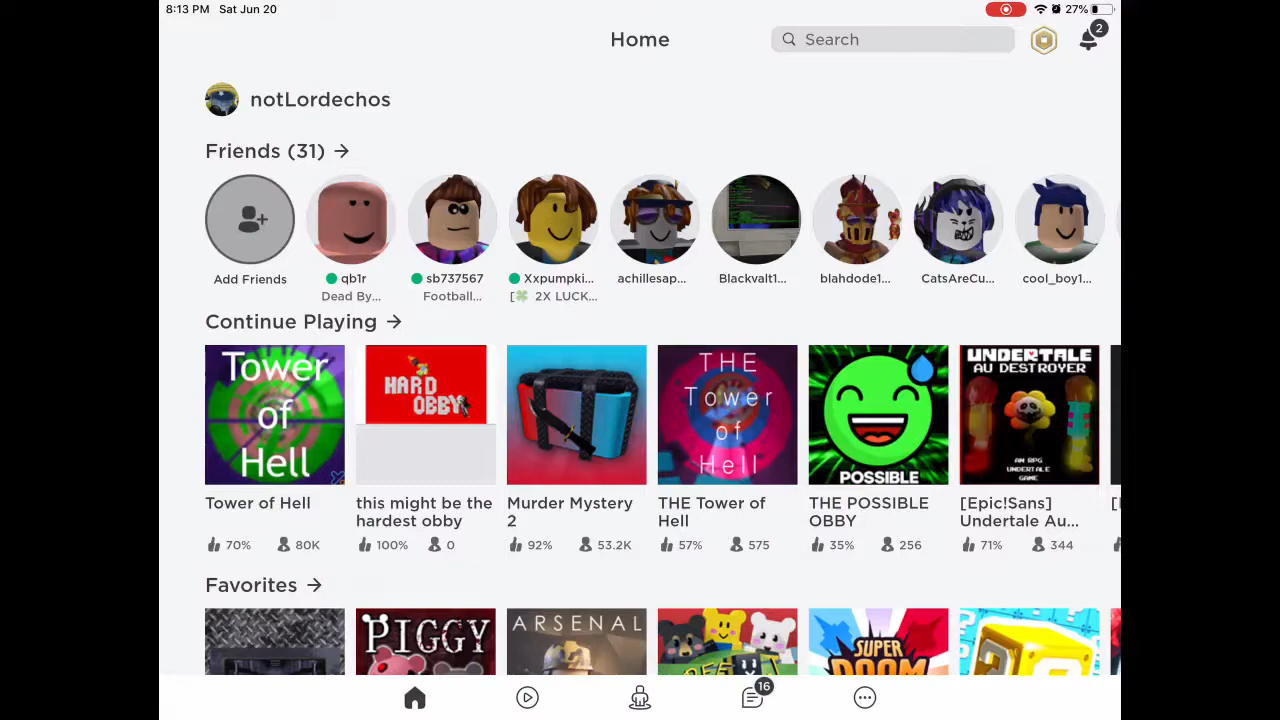 8:13 PM Sat Jun 20
27%
Home
Search
2
notLordechos
Friends (31)
Add Friends
qb1r
sb737567
Xxpumpki...
achillesap...
Blackvalt1...
blahdode1...
CatsAreCu...
cool_boy1...
Dead By...
Football...
[🍀 2X LUCK...
Continue Playing
Tower
of
Hell
HARD
OBBY
THE
Tower
of
Hell
POSSIBLE
UNDERTALE
AU DESTROYER
AN RPG
UNDERTALE
GAME
Tower of Hell
this might be the
hardest obby
Murder Mystery
2
THE Tower of
Hell
THE POSSIBLE
OBBY
[Epic!Sans]
Undertale Au...
70% 80K
100% 0
92% 53.2K
57% 575
35% 256
71% 344
Favorites
PIGGY
ARSENAL
SUPER
DOOM
16